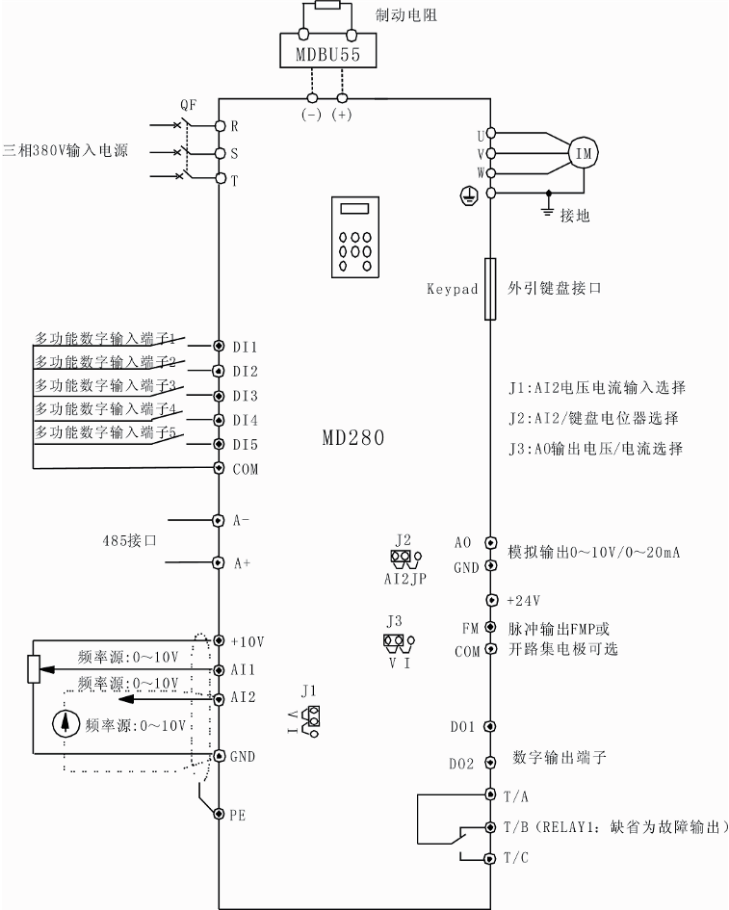 制动电阻
MDBU55
(-) (+)
QF
R
三相380V输入电源
S
T
U
V
W
IM
接地
Keypad
外引键盘接口
多功能数字输入端子1
DI1
多功能数字输入端子2
DI2
多功能数字输入端子3
DI3
多功能数字输入端子4
DI4
多功能数字输入端子5
DI5
COM
MD280
J1:AI2电压电流输入选择
J2:AI2/键盘电位器选择
J3:AO输出电压/电流选择
485接口
A-
A+
J2
AI2JP
AO
GND
模拟输出0～10V/0～20mA
+24V
J3
V I
FM
COM
脉冲输出FMP或
开路集电极可选
+10V
频率源:0～10V
AI1
频率源:0～10V
AI2
频率源:0～10V
GND
PE
J1
V I
DO1
DO2
数字输出端子
T/A
T/B（RELAY1：缺省为故障输出）
T/C